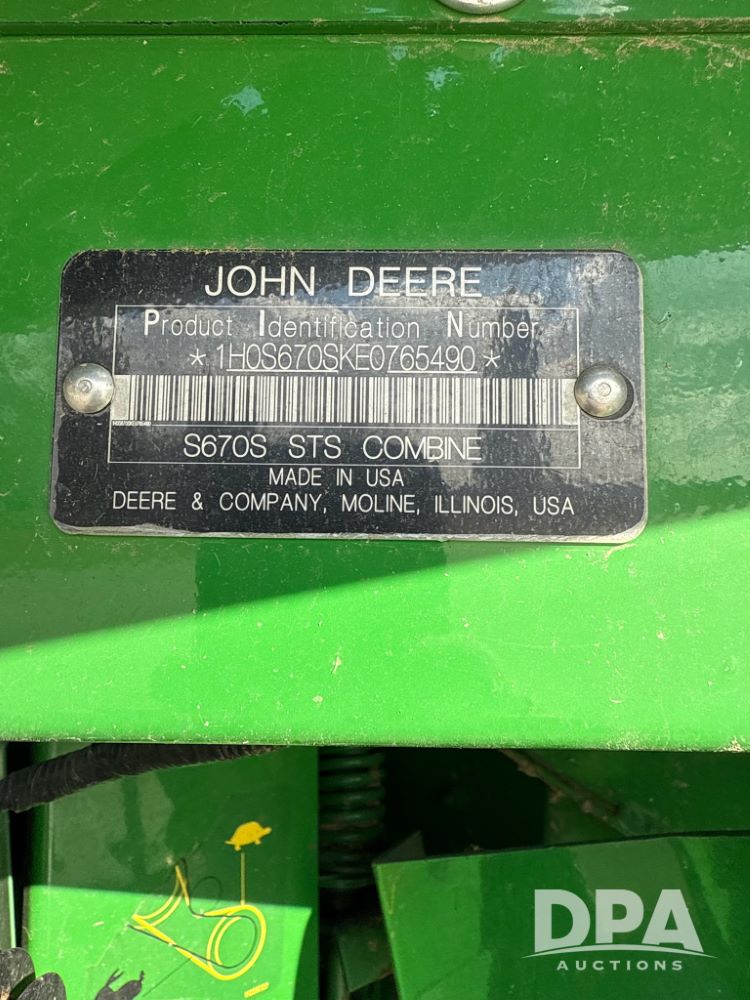 JOHN DEERE
Product Identification Number
*1H0S670SKE0765490*
S670S STS COMBINE
MADE IN USA
DEERE & COMPANY, MOLINE, ILLINOIS, USA
DPA
AUCTIONS